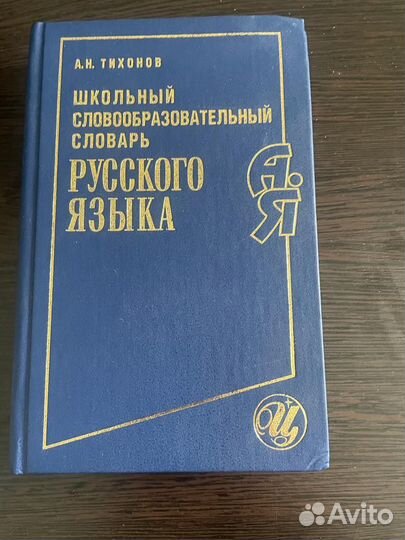 А.Н. ТИХОНОВ
ШКОЛЬНЫЙ
СЛОВООБРАЗОВАТЕЛЬНЫЙ
СЛОВАРЬ
РУССКОГО
ЯЗЫКА
А.
Я
Ц
Avito